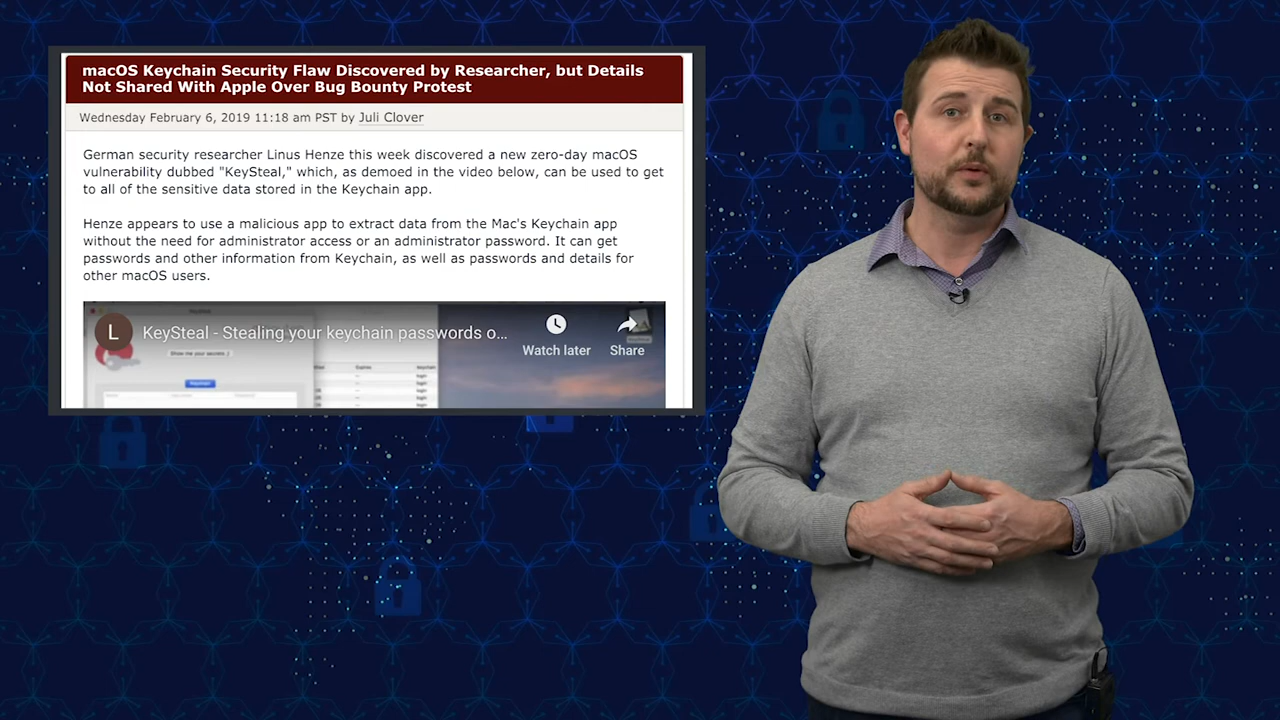 macOS Keychain Security Flaw Discovered by Researcher, but Details
Not Shared With Apple Over Bug Bounty Protest
Wednesday February 6, 2019 11:18 am PST by Juli Clover
German security researcher Linus Henze this week discovered a new zero-day macOS
vulnerability dubbed "KeySteal," which, as demoed in the video below, can be used to get
to all of the sensitive data stored in the Keychain app.
Henze appears to use a malicious app to extract data from the Mac's Keychain app
without the need for administrator access or an administrator password. It can get
passwords and other information from Keychain, as well as passwords and details for
other macOS users.
L
KeySteal - Stealing your keychain passwords o...
Watch later
Share
Show me your secrets :)